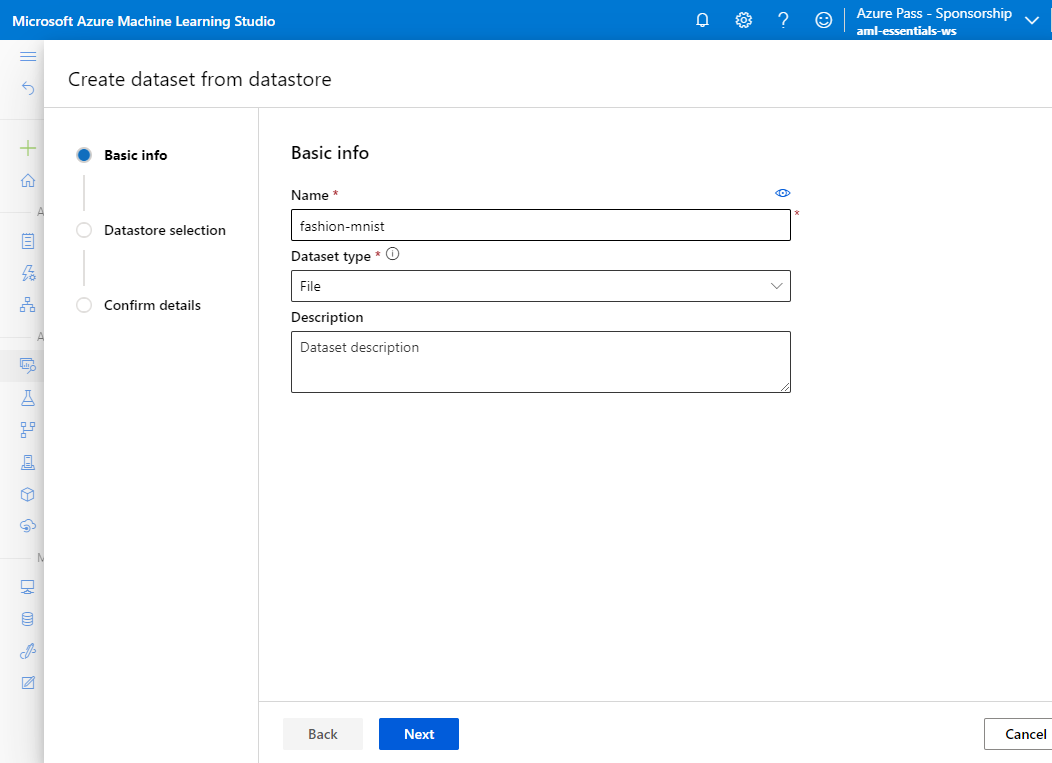 Microsoft Azure Machine Learning Studio
Azure Pass - Sponsorship
aml-essentials-ws
Create dataset from datastore
Basic info
Datastore selection
Confirm details
A
A
M
Basic info
Name *
fashion-mnist
*
Dataset type *
File
Description
Dataset description
Back
Next
Cancel